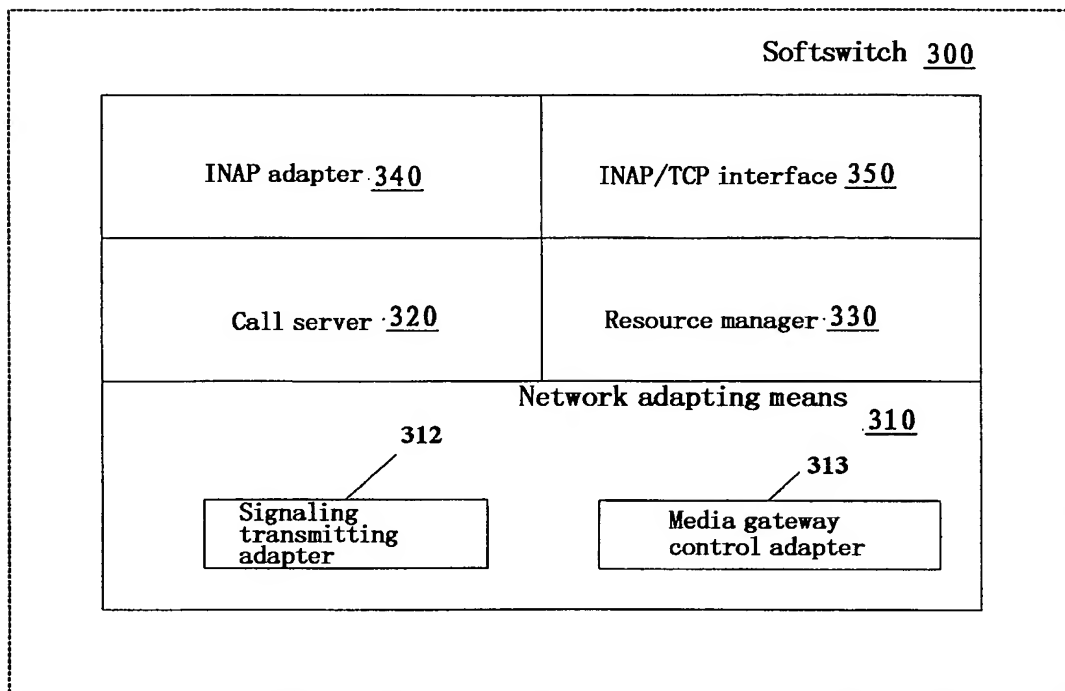 Softswitch 300
INAP adapter 340
INAP/TCP interface 350
Call server 320
Resource manager 330
Network adapting means
310
312
313
Signaling
transmitting
adapter
Media gateway
control adapter